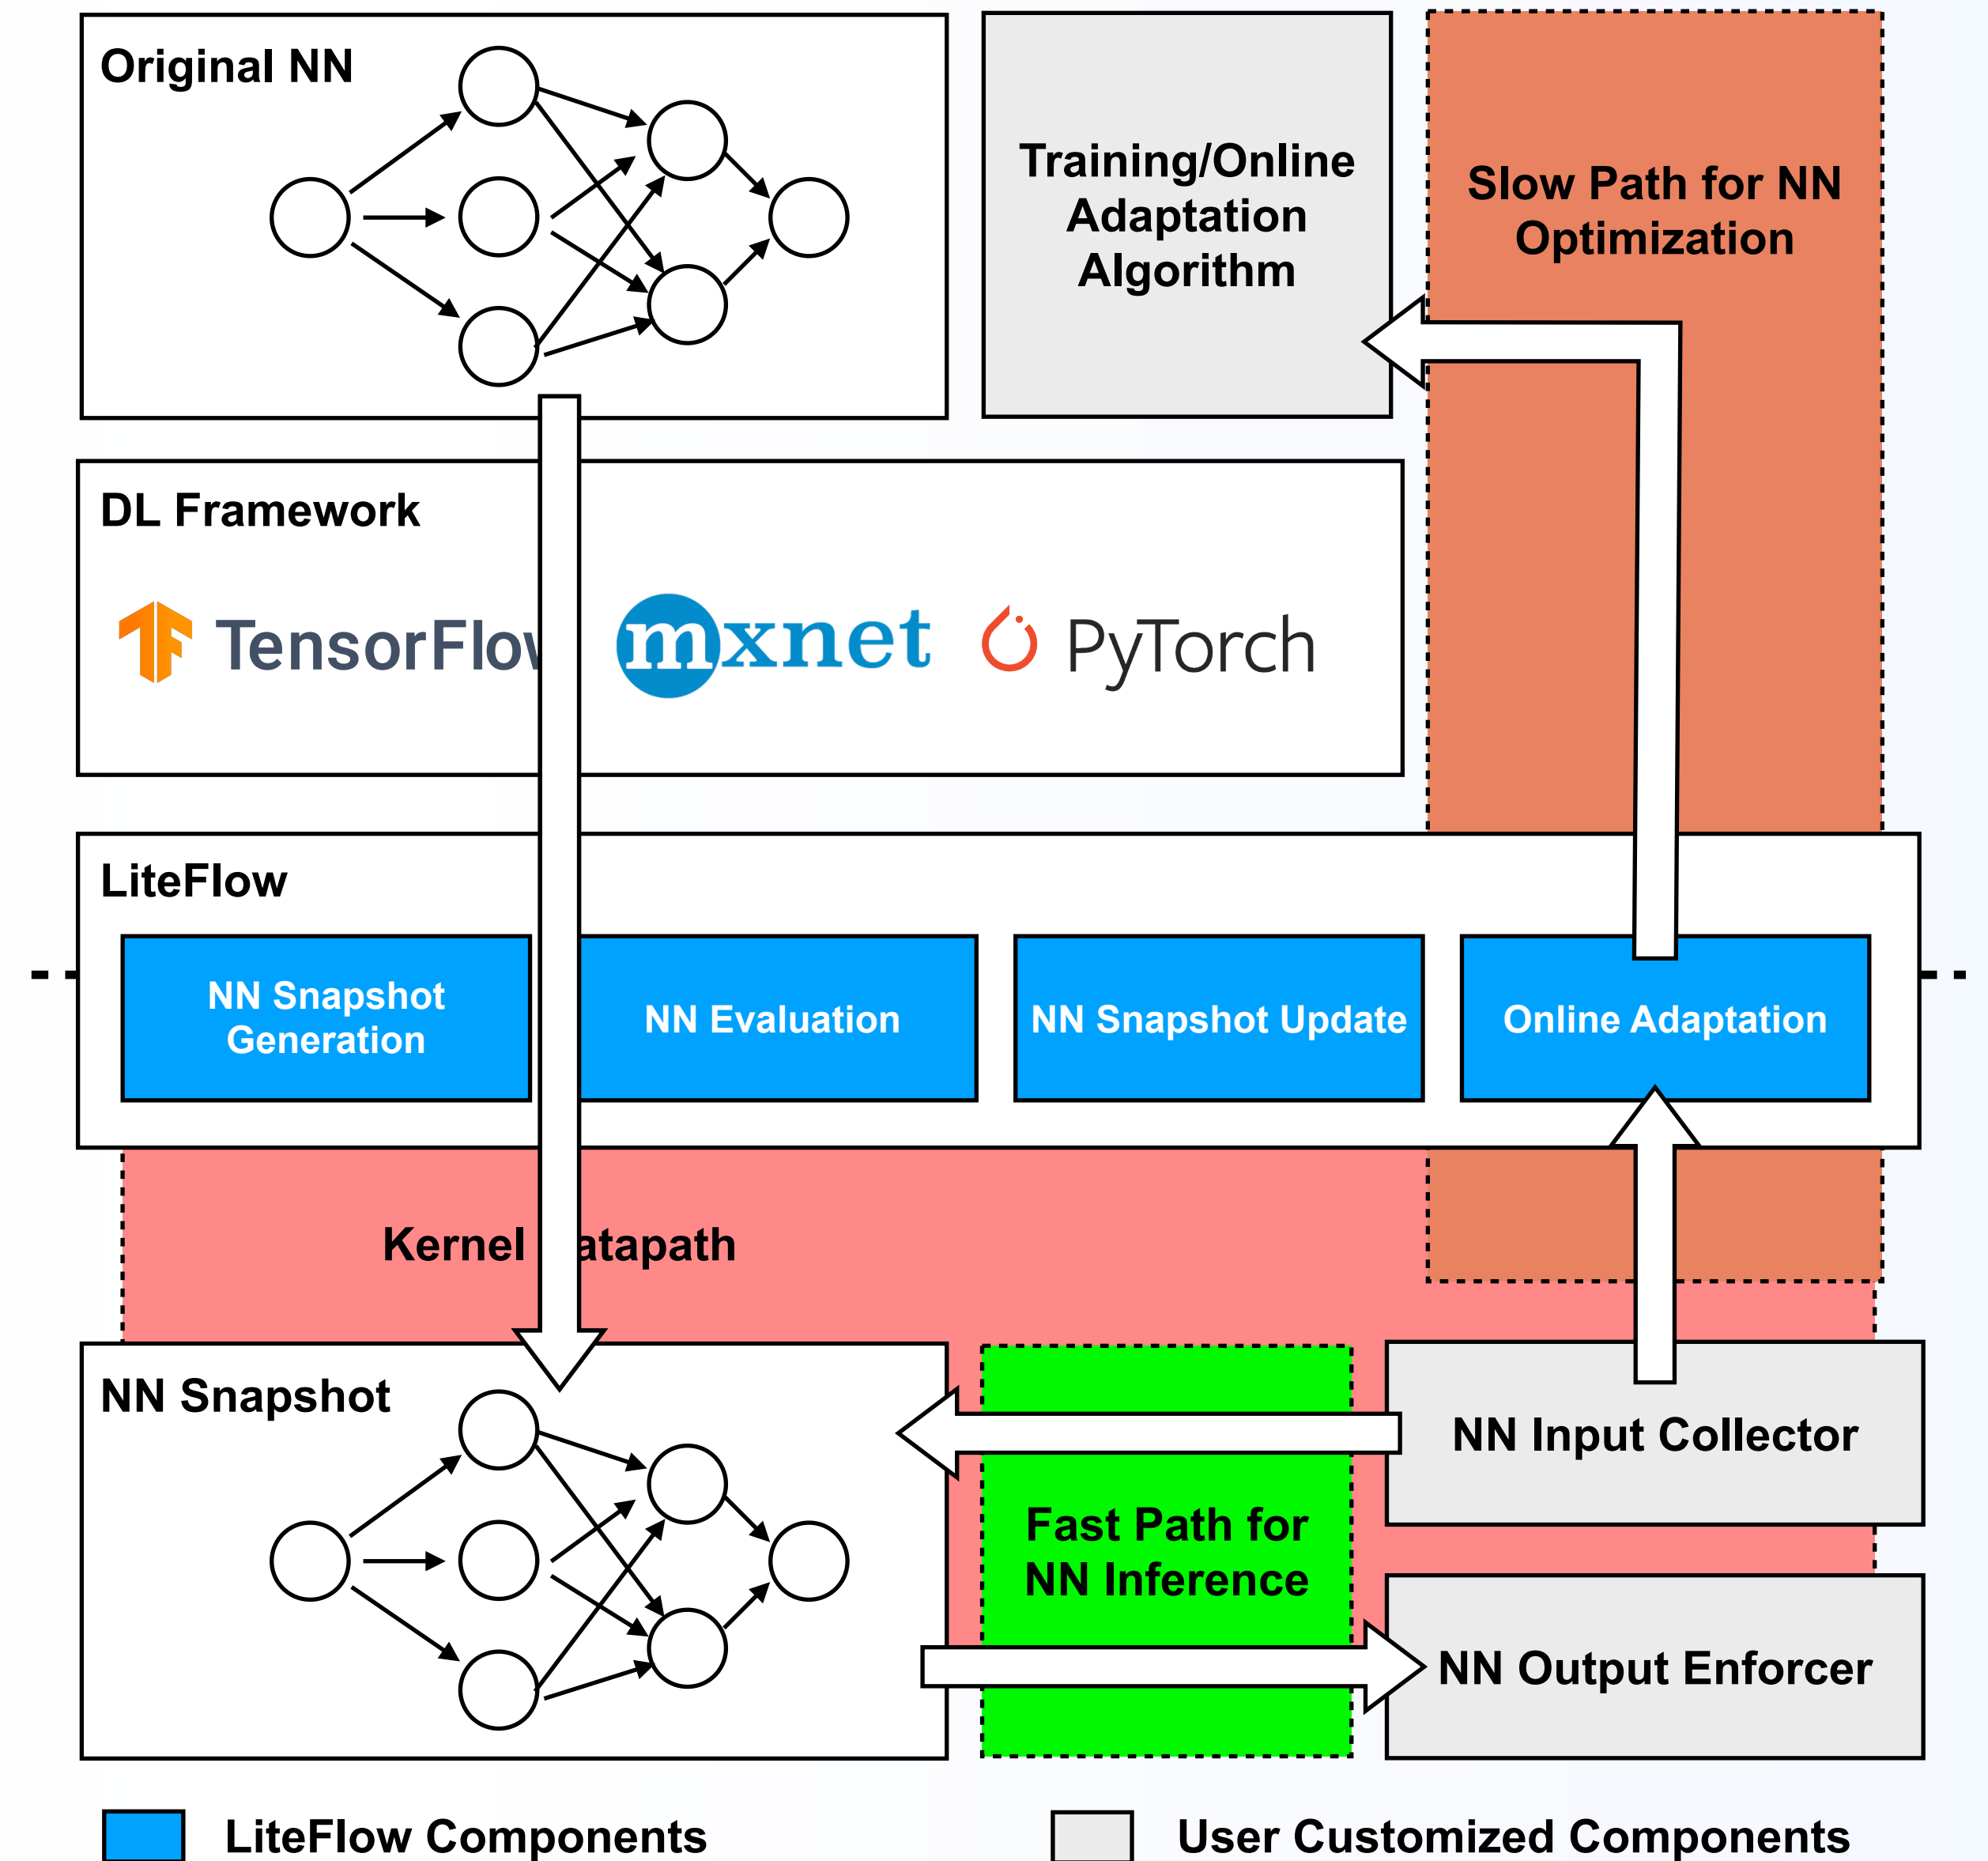 Original NN
Training/Online
Adaptation
Algorithm
Slow Path for NN
Optimization
DL Framework
TensorFlow
mxnet
PyTorch
LiteFlow
NN Snapshot
Generation
NN Evaluation
NN Snapshot Update
Online Adaptation
Kernel Datapath
NN Snapshot
NN Input Collector
Fast Path for
NN Inference
NN Output Enforcer
LiteFlow Components
User Customized Components